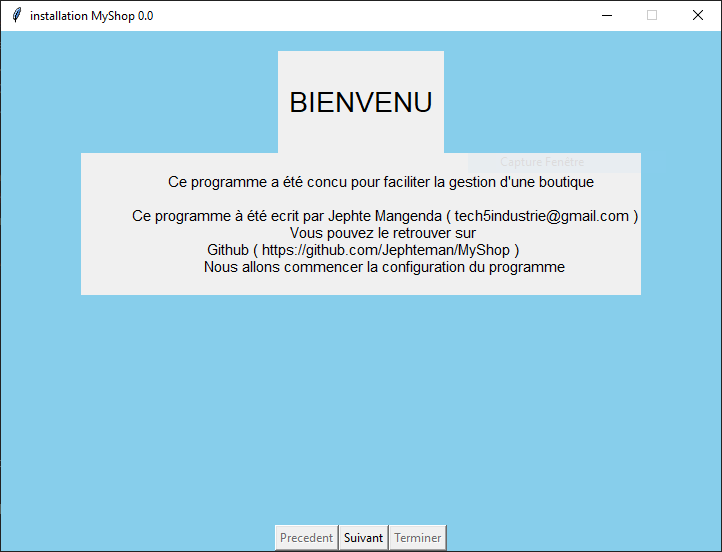 installation MyShop 0.0
BIENVENU
Capture Fenêtre
Ce programme a été concu pour faciliter la gestion d'une boutique
Ce programme à été ecrit par Jephte Mangenda ( tech5industrie@gmail.com )
Vous pouvez le retrouver sur
Github ( https://github.com/Jephteman/MyShop )
Nous allons commencer la configuration du programme
Precedent Suivant Terminer